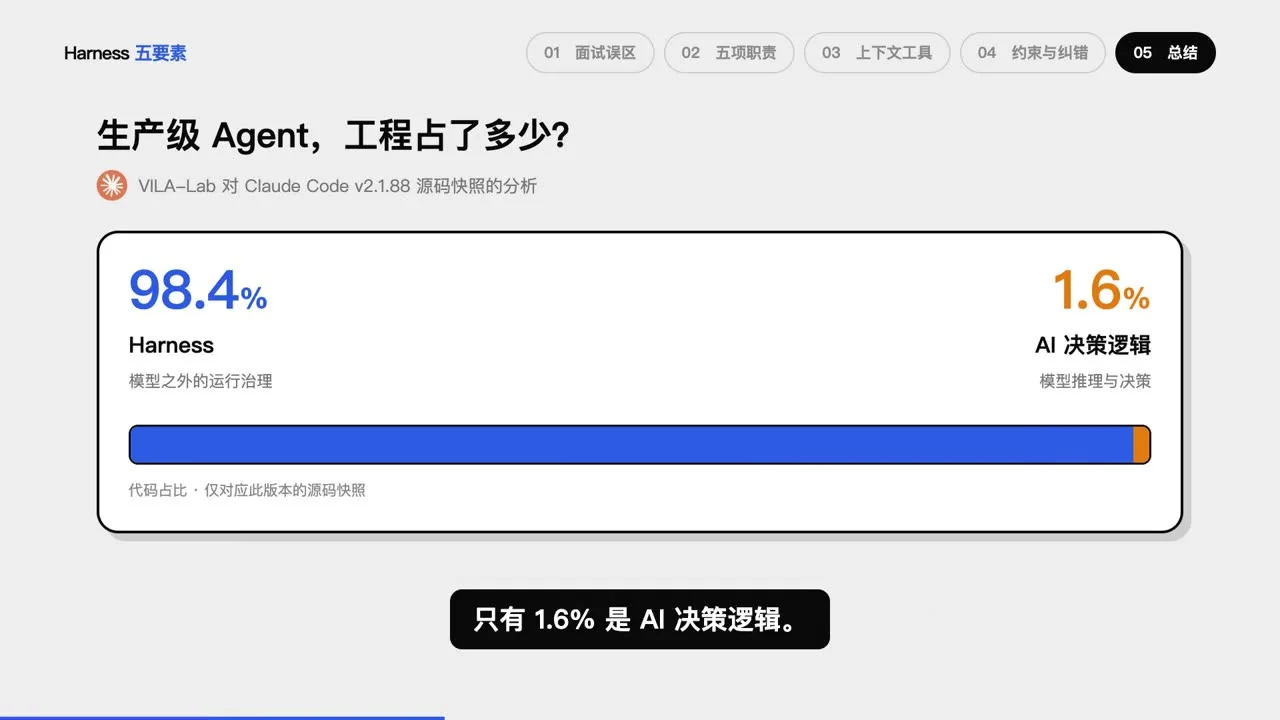 Harness 五要素
01 面试误区
02 五项职责
03 上下文工具
04 约束与纠错
05 总结
生产级 Agent，工程占了多少？
VILA-Lab 对 Claude Code v2.1.88 源码快照的分析
98.4%
Harness
模型之外的运行治理
1.6%
AI 决策逻辑
模型推理与决策
代码占比 · 仅对应此版本的源码快照
只有 1.6% 是 AI 决策逻辑。